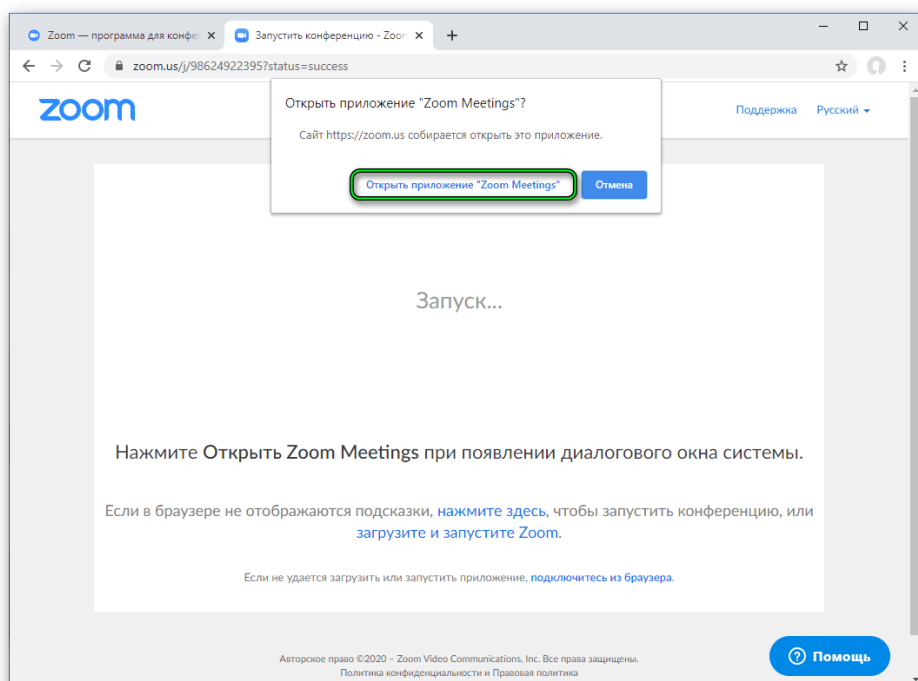 Zoom — программа для конфе
Запустить конференцию - Zoom
zoom.us/j/98624922395?status=success
zoom
Поддержка
Русский
Открыть приложение "Zoom Meetings"?
Сайт https://zoom.us собирается открыть это приложение.
Открыть приложение "Zoom Meetings"
Отмена
Запуск...
Нажмите Открыть Zoom Meetings при появлении диалогового окна системы.
Если в браузере не отображаются подсказки, нажмите здесь, чтобы запустить конференцию, или
загрузите и запустите Zoom.
Если не удается загрузить или запустить приложение, подключитесь из браузера.
Авторское право ©2020 – Zoom Video Communications, Inc. Все права защищены.
Политика конфиденциальности и Правовая политика
Помощь